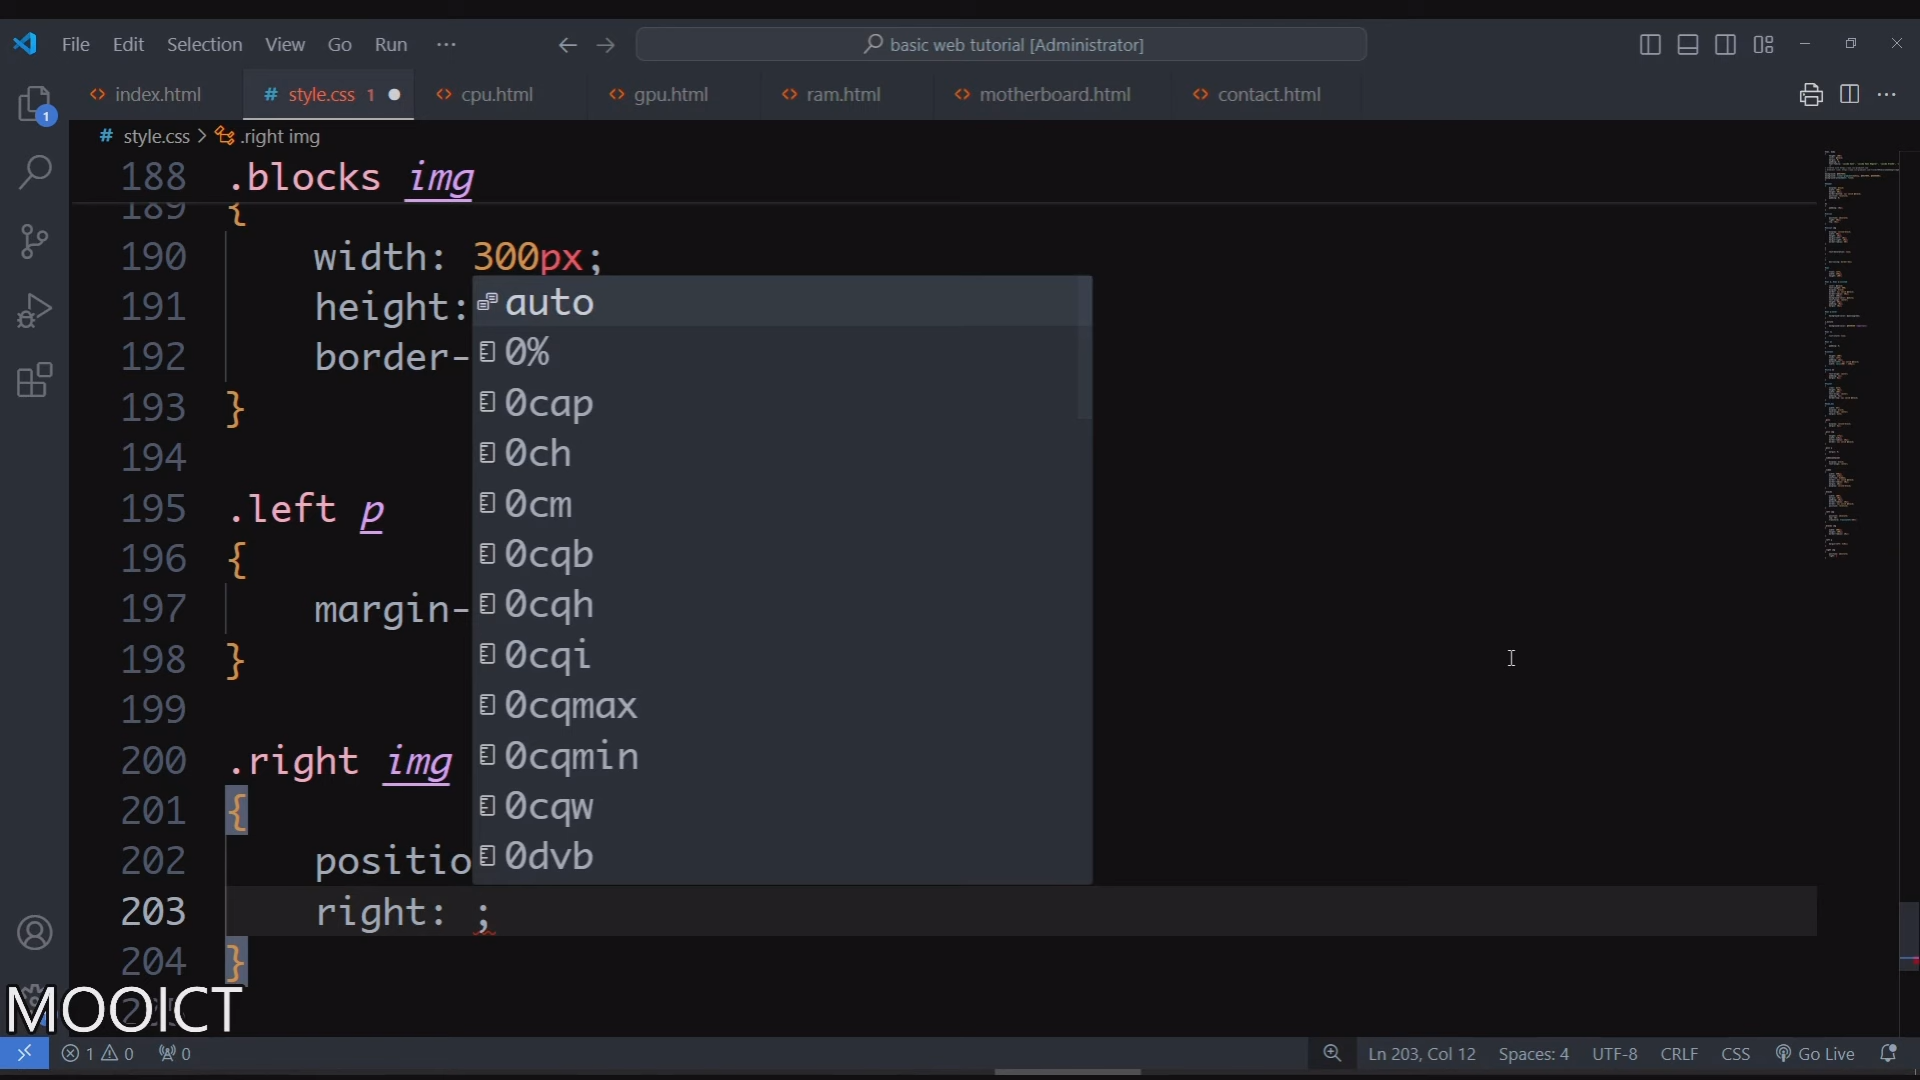 File Edit Selection View Go Run ...
basic web tutorial [Administrator]
index.html
style.css 1
cpu.html
gpu.html
ram.html
motherboard.html
contact.html
1
style.css > .right img
188 .blocks img
189 {
190 width: 300px;
191 height:
192 border-
193 }
194
195 .left p
196 {
197 margin-
198 }
199
200 .right img
201 {
202 positio
203 right: ;
204 }
auto
0%
0cap
0ch
0cm
0cqb
0cqh
0cqi
0cqmax
0cqmin
0cqw
0dvb
MOOICT
1 0 0
Ln 203, Col 12
Spaces: 4
UTF-8
CRLF
CSS
Go Live